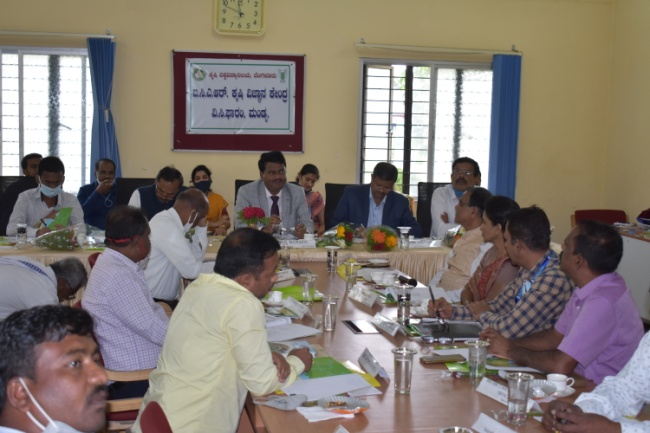 ಕೃಷಿ ವಿಶ್ವವಿದ್ಯಾನಿಲಯ, ಬೆಂಗಳೂರು
ಐ.ಸಿ.ಎ.ಆರ್. ಕೃಷಿ ವಿಜ್ಞಾನ ಕೇಂದ್ರ
ವಿ.ಸಿ.ಫಾರಂ, ಮಂಡ್ಯ.